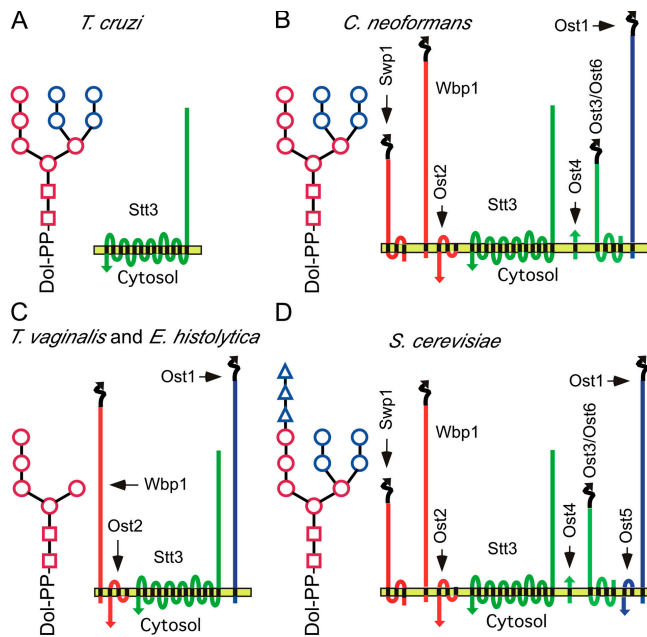 A
T. cruzi
Stt3
Dol-PP-
Cytosol
B
C. neoformans
Ost1
Swp1
Wbp1
Ost2
Stt3
Ost4
Ost3/Ost6
Dol-PP-
Cytosol
C
T. vaginalis and E. histolytica
Ost1
Wbp1
Ost2
Stt3
Dol-PP-
Cytosol
D
S. cerevisiae
Ost1
Swp1
Wbp1
Ost2
Stt3
Ost4
Ost3/Ost6
Ost5
Dol-PP-
Cytosol